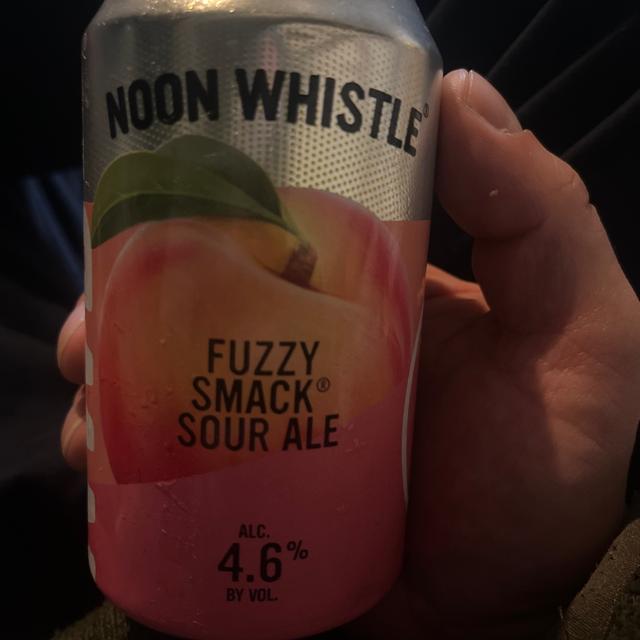 NOON WHISTLE®
FUZZY
SMACK®
SOUR ALE
ALC.
4.6%
BY VOL.